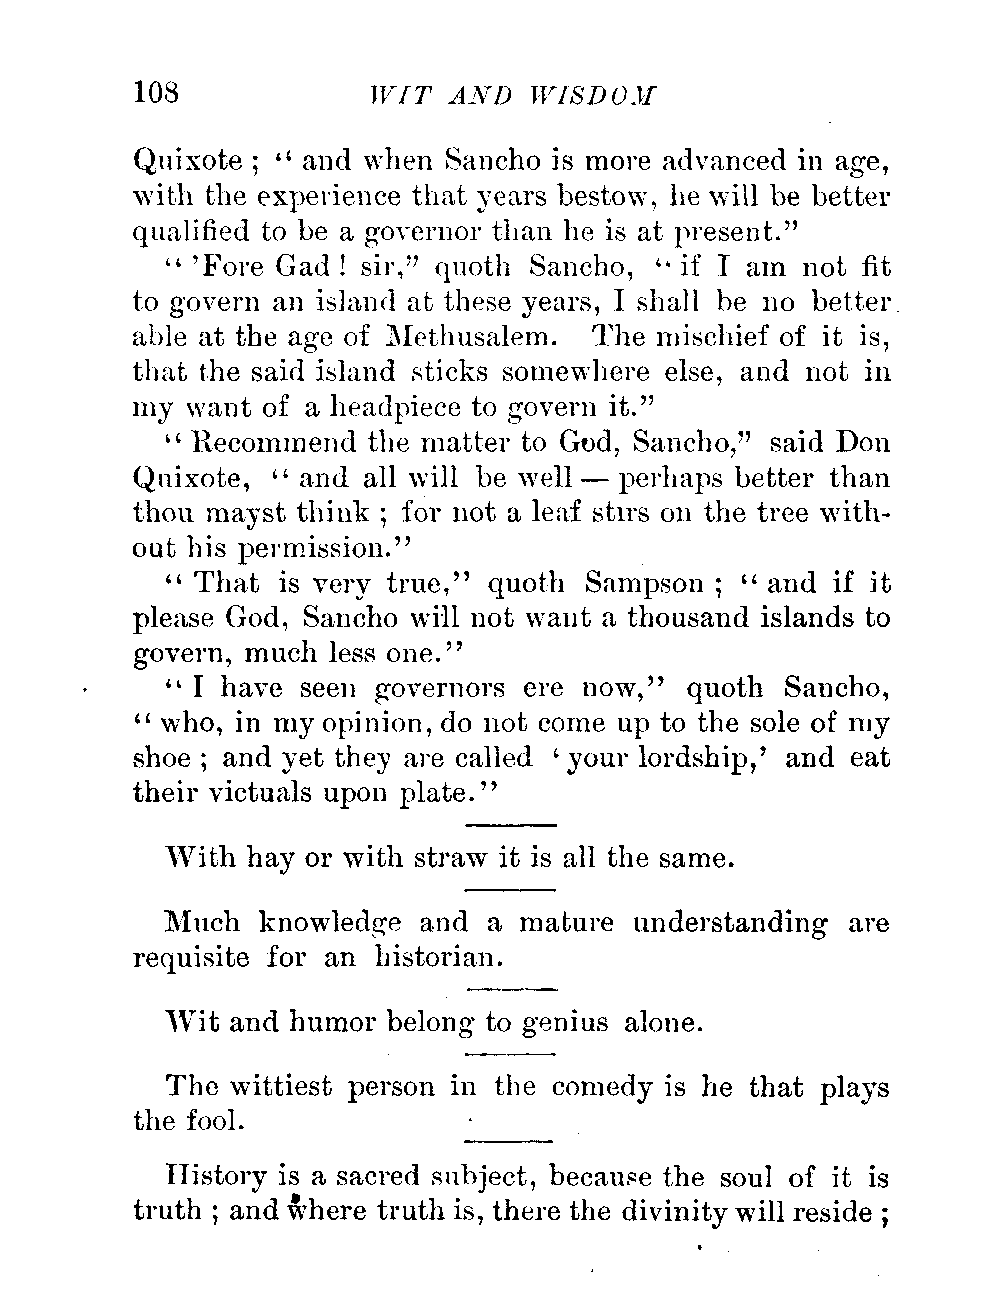 108 WIT AND WISDOM
Quixote ; “ and when Sancho is more advanced in age,
with the experience that years bestow, he will be better
qualified to be a governor than he is at present.”
“ ’Fore Gad ! sir,” quoth Sancho, “ if I am not fit
to govern an island at these years, I shall be no better
able at the age of Methusalem. The mischief of it is,
that the said island sticks somewhere else, and not in
my want of a headpiece to govern it.”
“ Recommend the matter to God, Sancho,” said Don
Quixote, “ and all will be well — perhaps better than
thou mayst think ; for not a leaf stirs on the tree with-
out his permission.”
“ That is very true,” quoth Sampson ; “ and if it
please God, Sancho will not want a thousand islands to
govern, much less one.”
“ I have seen governors ere now,” quoth Sancho,
“ who, in my opinion, do not come up to the sole of my
shoe ; and yet they are called ‘ your lordship,’ and eat
their victuals upon plate.”
With hay or with straw it is all the same.
Much knowledge and a mature understanding are
requisite for an historian.
Wit and humor belong to genius alone.
The wittiest person in the comedy is he that plays
the fool.
History is a sacred subject, because the soul of it is
truth ; and where truth is, there the divinity will reside ;